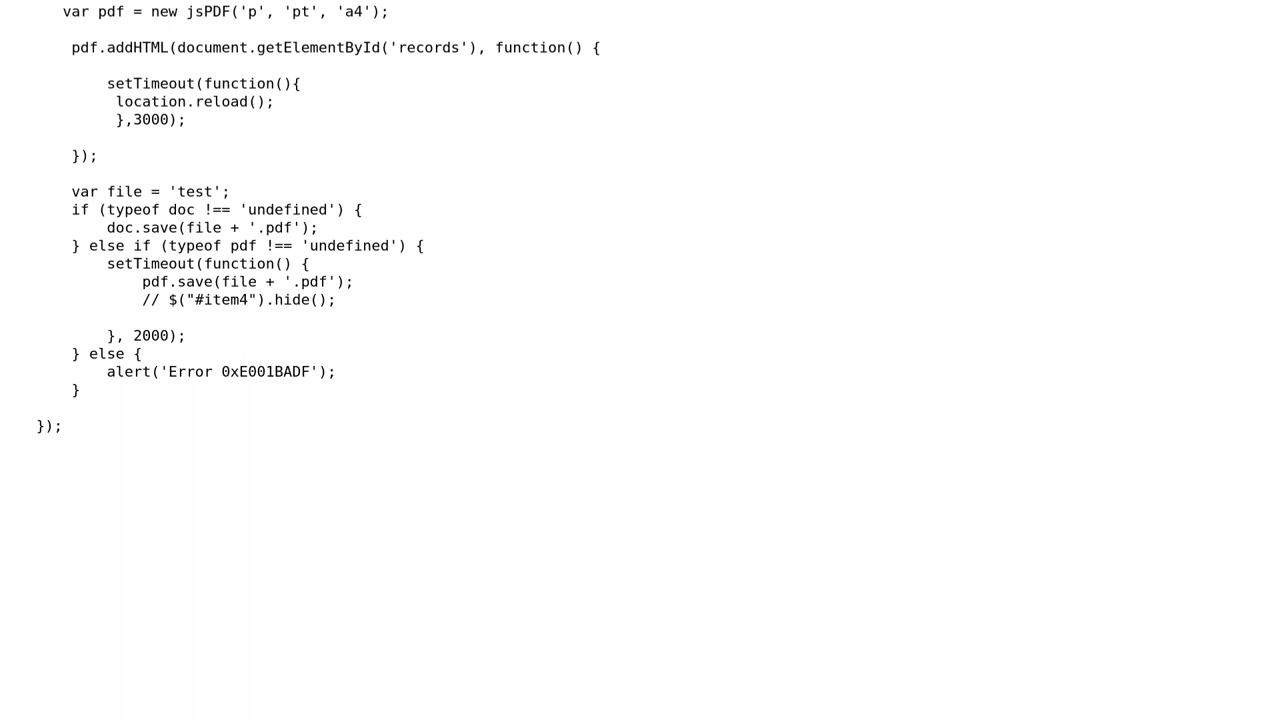 var pdf = new jsPDF('p', 'pt', 'a4');
pdf.addHTML(document.getElementById('records'), function() {
setTimeout(function(){
location.reload();
},3000);
});
var file = 'test';
if (typeof doc !== 'undefined') {
doc.save(file + '.pdf');
} else if (typeof pdf !== 'undefined') {
setTimeout(function() {
pdf.save(file + '.pdf');
// $("#item4").hide();
}, 2000);
} else {
alert('Error 0xE001BADF');
}
});